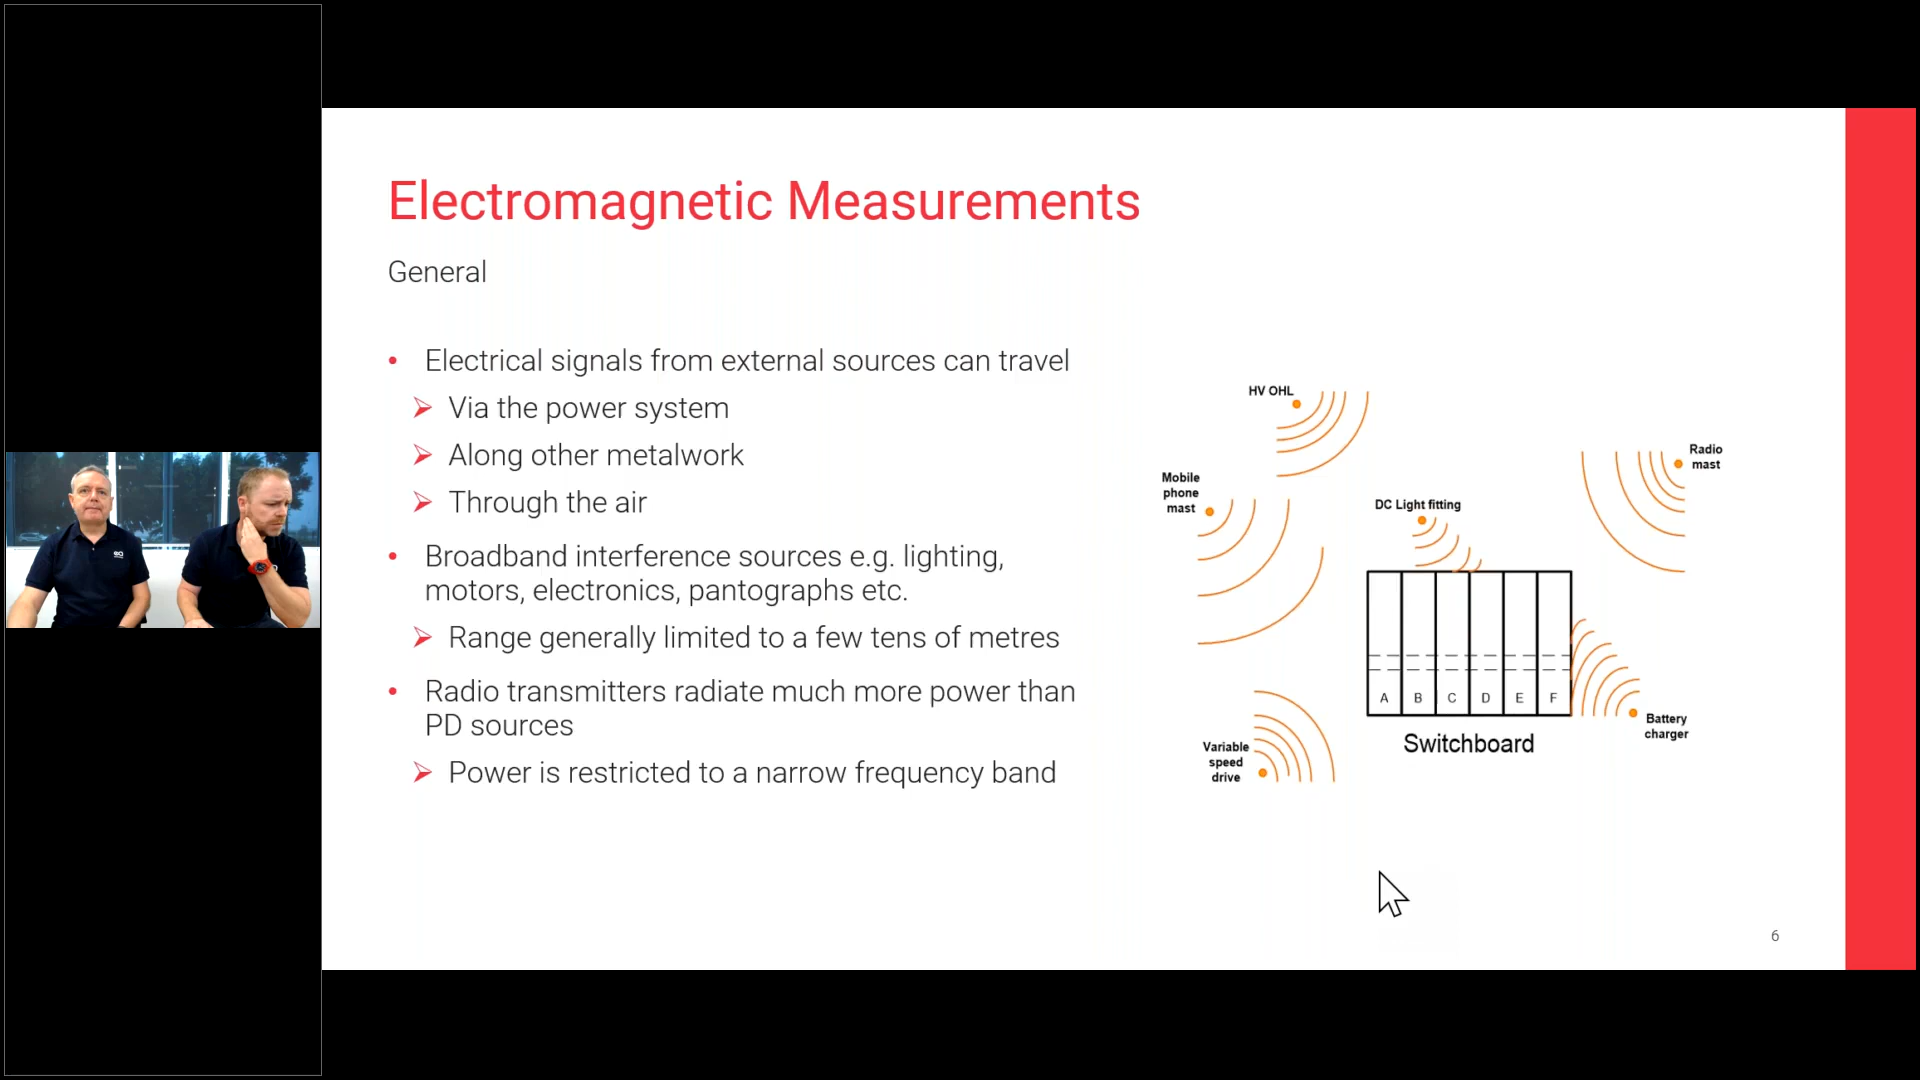 Electromagnetic Measurements
General
• Electrical signals from external sources can travel
➢ Via the power system
➢ Along other metalwork
➢ Through the air
• Broadband interference sources e.g. lighting,
motors, electronics, pantographs etc.
➢ Range generally limited to a few tens of metres
• Radio transmitters radiate much more power than
PD sources
➢ Power is restricted to a narrow frequency band
HV OHL
Radio
mast
Mobile
phone
mast
DC Light fitting
A B C D E F
Switchboard
Battery
charger
Variable
speed
drive
6
ea